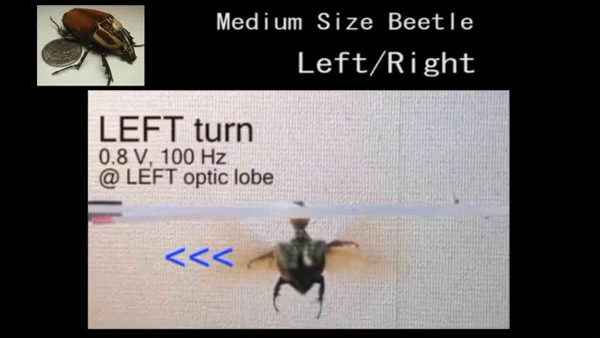 Medium Size Beetle
Left/Right
LEFT turn
0.8 V, 100 Hz
@ LEFT optic lobe
<<<